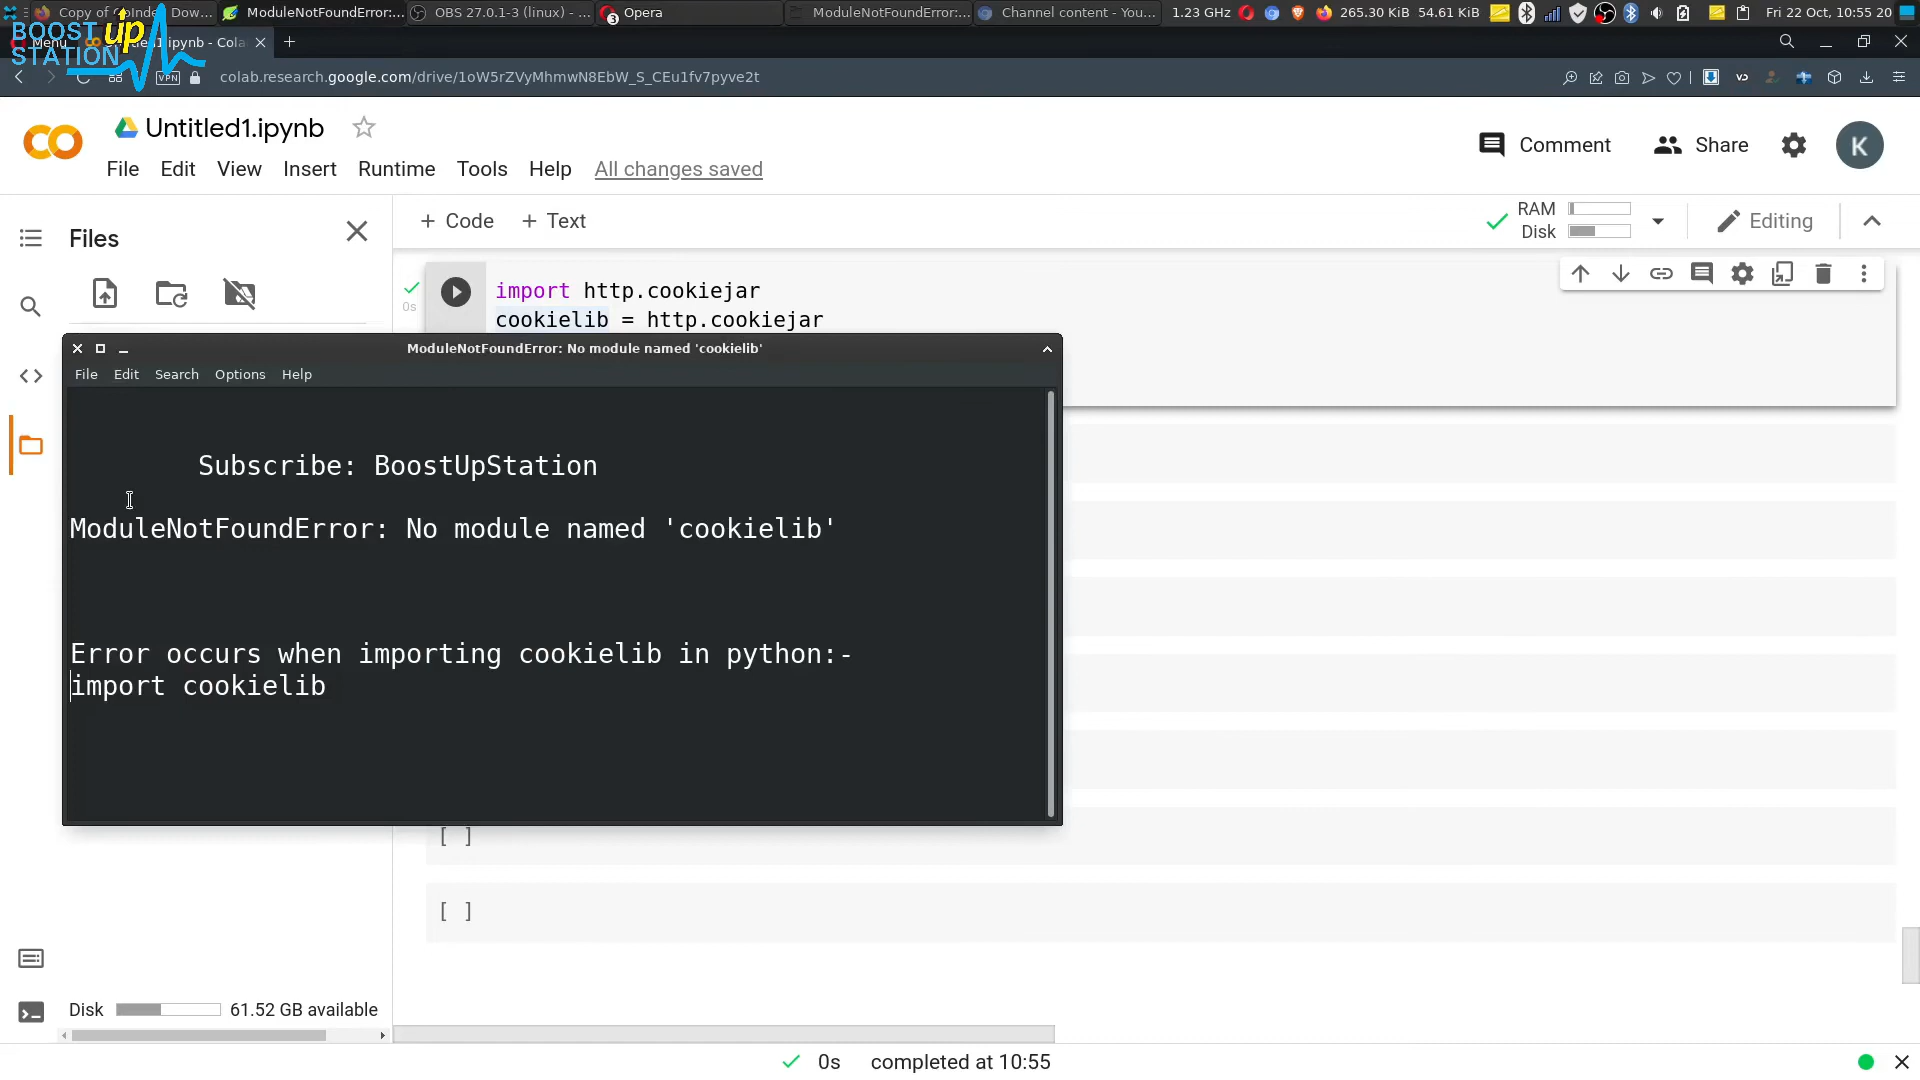 Copy of GoIndex Dow...
ModuleNotFoundError:...
OBS 27.0.1-3 (linux) - ...
3 Opera
ModuleNotFoundError:...
Channel content - You...
1.23 GHz
265.30 KiB 54.61 KiB
Fri 22 Oct, 10:55 20
BOOST up
STATION
Menu
Untitled1.ipynb - Cola
VPN
colab.research.google.com/drive/1oW5rZVyMhmwN8EbW_S_CEu1fv7pyve2t
Untitled1.ipynb
Comment
Share
K
File Edit View Insert Runtime Tools Help All changes saved
Files
+ Code + Text
RAM
Disk
Editing
0s
import http.cookiejar
cookielib = http.cookiejar
ModuleNotFoundError: No module named 'cookielib'
File Edit Search Options Help
Subscribe: BoostUpStation
ModuleNotFoundError: No module named 'cookielib'
Error occurs when importing cookielib in python:-
import cookielib
[ ]
[ ]
Disk 61.52 GB available
0s completed at 10:55